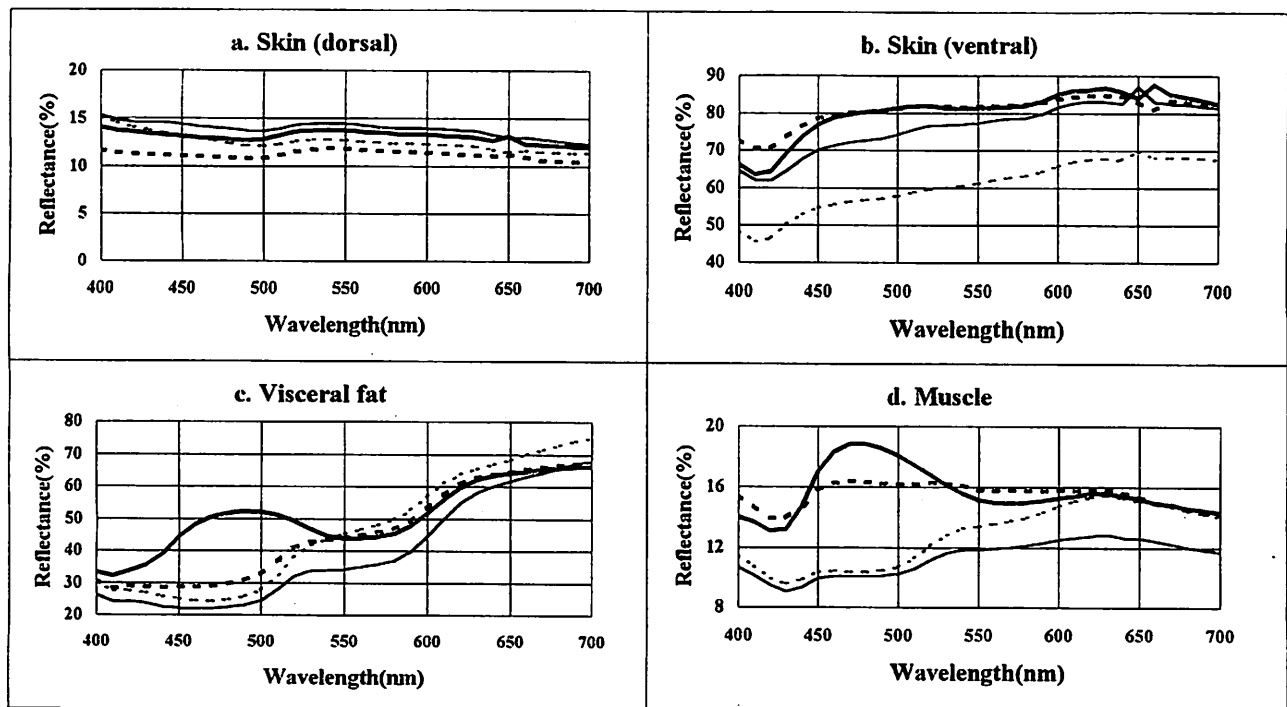 a. Skin (dorsal)
Reflectance(%)
20
15
10
5
0
400 450 500 550 600 650 700
Wavelength(nm)
b. Skin (ventral)
Reflectance(%)
90
80
70
60
50
40
400 450 500 550 600 650 700
Wavelength(nm)
c. Visceral fat
Reflectance(%)
80
70
60
50
40
30
20
400 450 500 550 600 650 700
Wavelength(nm)
d. Muscle
Reflectance(%)
20
16
12
8
400 450 500 550 600 650 700
Wavelength(nm)